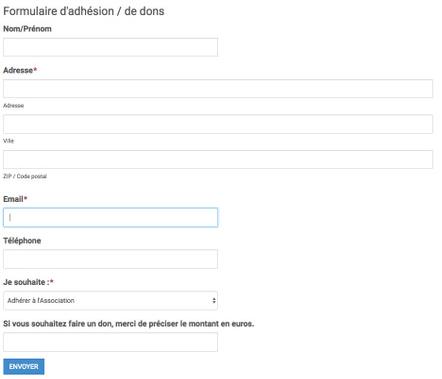 Formulaire d'adhésion / de dons
Nom/Prénom
Adresse*
Adresse
Ville
ZIP / Code postal
Email*
Téléphone
Je souhaite :*
Adhérer à l'Association
Si vous souhaitez faire un don, merci de préciser le montant en euros.
ENVOYER